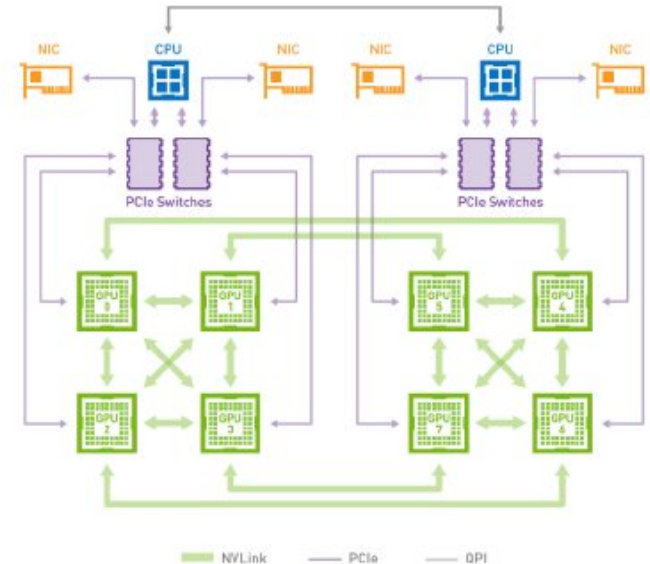 NIC CPU NIC NIC CPU NIC
PCIe Switches PCIe Switches
GPU 0 GPU 1 GPU 5 GPU 4
GPU 2 GPU 3 GPU 7 GPU 6
NVLink PCIe QPI